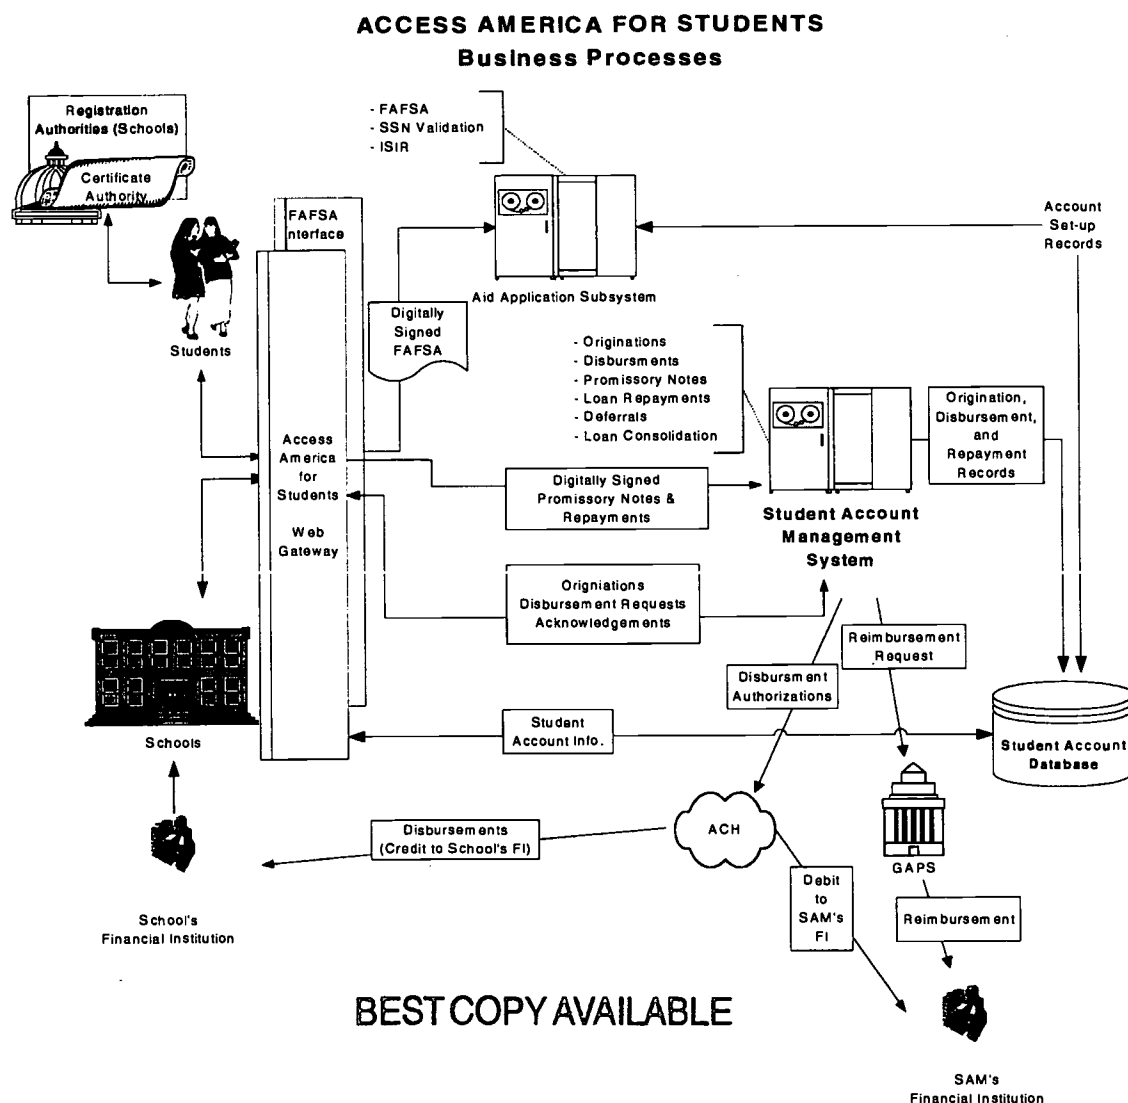 ACCESS AMERICA FOR STUDENTS
Business Processes
Registration
Authorities (Schools)
Certificate
Authority
- FAFSA
- SSN Validation
- ISIR
FAFSA
nterface
Account
Set-up
Records
Aid Application Subsystem
Digitally
Signed
FAFSA
Students
- Originations
- Disbursments
- Promissory Notes
- Loan Repayments
- Deferrals
- Loan Consolidation
Origination,
Disbursement,
and
Repayment
Records
Access
America
for
Students
Web
Gateway
Digitally Signed
Promissory Notes &
Repayments
Student Account
Management
System
Origniations
Disbursement Requests
Acknowledgements
Reimbursement
Request
Disbursment
Authorizations
Schools
Student
Account Info.
Student Account
Database
Disbursements
(Credit to School's FI)
ACH
GAPS
Debit
to
SAM's
FI
Reimbursement
School's
Financial Institution
BEST COPY AVAILABLE
SAM's
Financial Institution